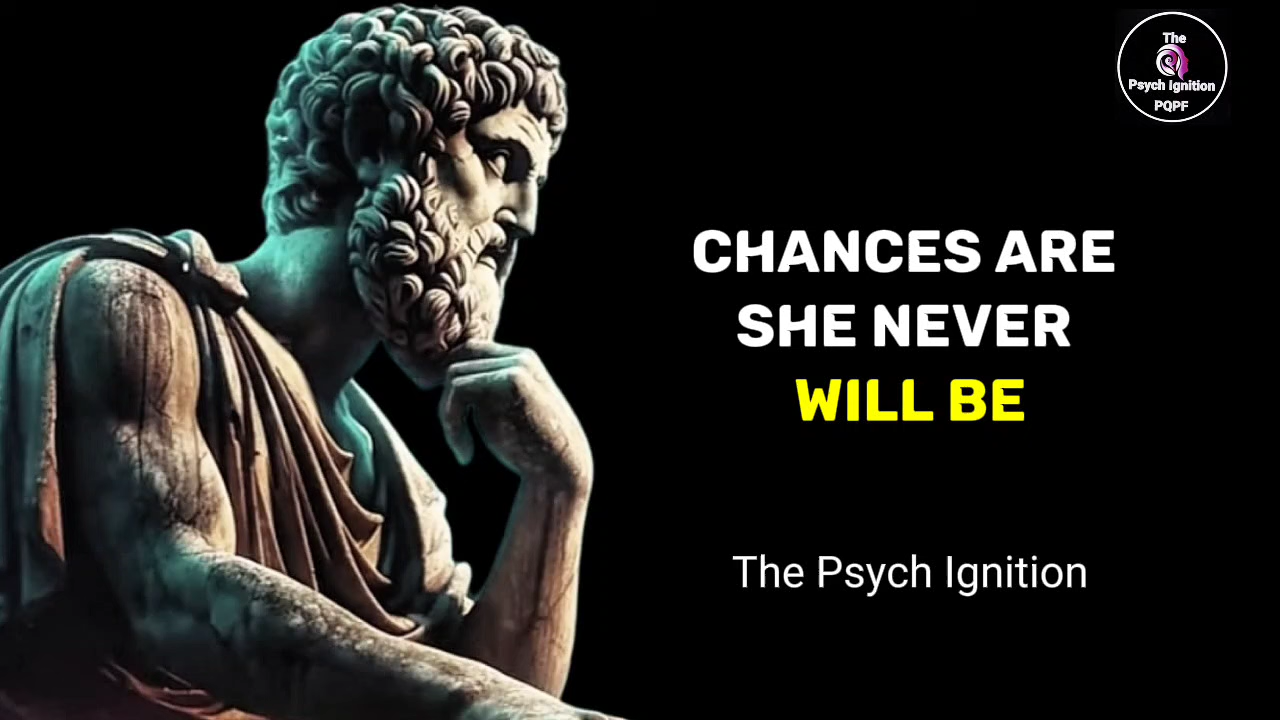 The
Psych Ignition
PQPF
CHANCES ARE
SHE NEVER
WILL BE
The Psych Ignition